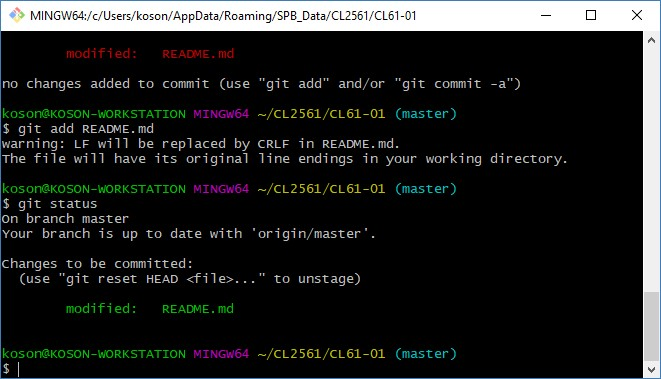 MINGW64:/c/Users/koson/AppData/Roaming/SPB_Data/CL2561/CL61-01
modified:   README.md
no changes added to commit (use "git add" and/or "git commit -a")
koson@KOSON-WORKSTATION MINGW64 ~/CL2561/CL61-01 (master)
$ git add README.md
warning: LF will be replaced by CRLF in README.md.
The file will have its original line endings in your working directory.
koson@KOSON-WORKSTATION MINGW64 ~/CL2561/CL61-01 (master)
$ git status
On branch master
Your branch is up to date with 'origin/master'.
Changes to be committed:
  (use "git reset HEAD <file>..." to unstage)
modified:   README.md
koson@KOSON-WORKSTATION MINGW64 ~/CL2561/CL61-01 (master)
$